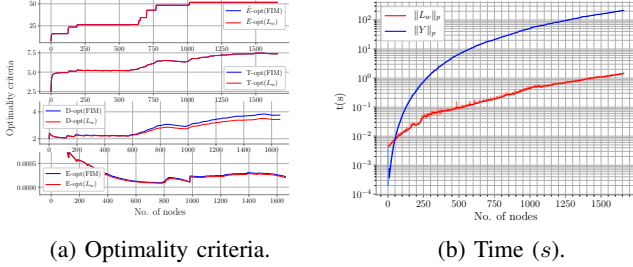 50
25
0 250 500 750 1000 1250 1500
Ẽ-opt(FIM)
Ẽ-opt(L_w)
7.5
5.0
2.5
0 250 500 750 1000 1250 1500
T-opt(FIM)
T-opt(L_w)
4
2
0 200 400 600 800 1000 1200 1400 1600
D-opt(FIM)
D-opt(L_w)
0.0005
0.0000
0 200 400 600 800 1000 1200 1400 1600
E-opt(FIM)
E-opt(L_w)
Optimality criteria
No. of nodes
(a) Optimality criteria.
‖L_w‖_p
‖Y‖_p
t(s)
10²
10¹
10⁰
10⁻¹
10⁻²
10⁻³
10⁻⁴
0 250 500 750 1000 1250 1500
No. of nodes
(b) Time (s).